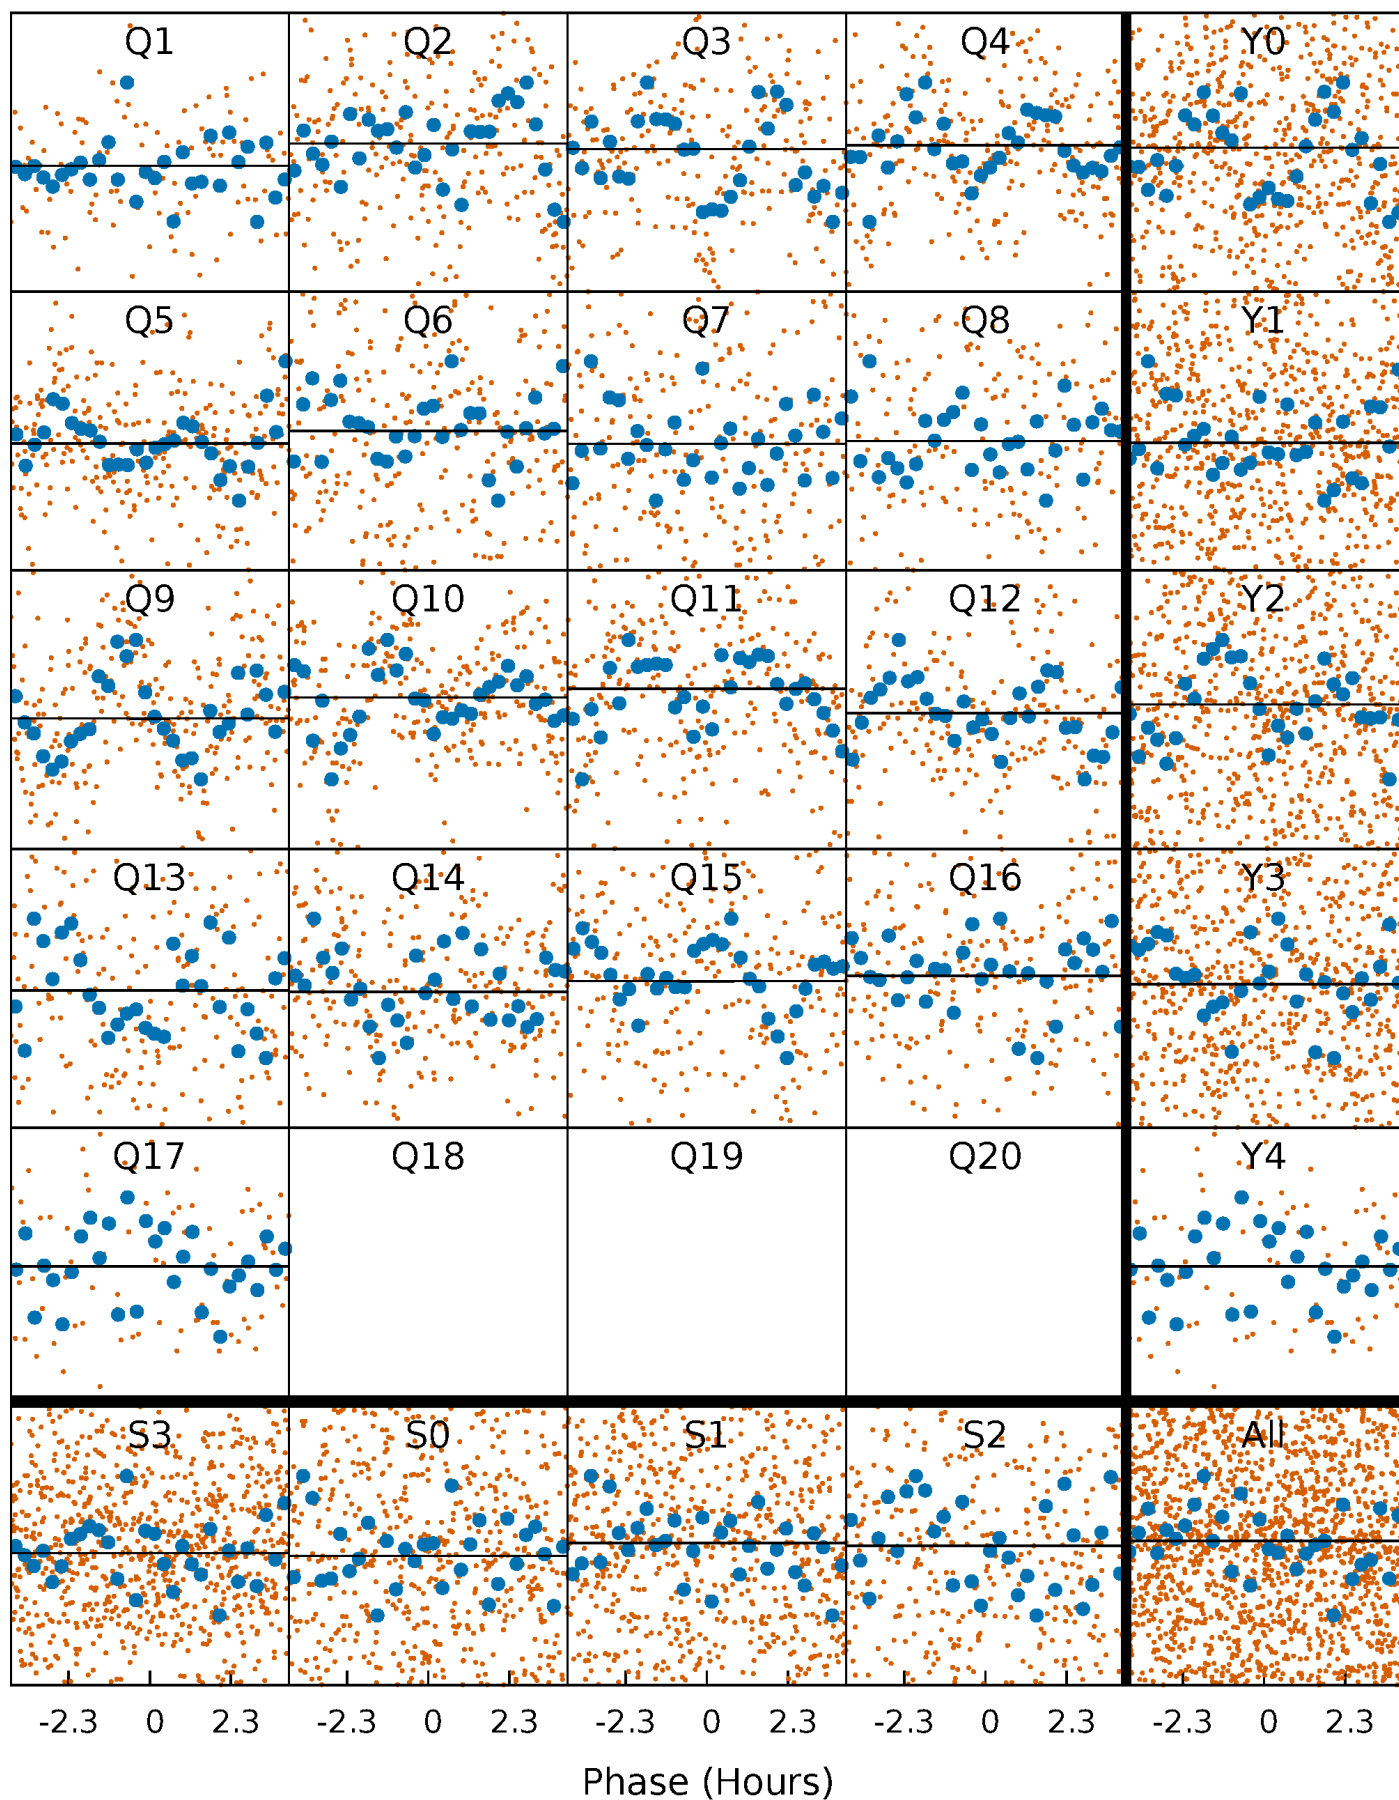 Q1 Q2 Q3 Q4 Y0
Q5 Q6 Q7 Q8 Y1
Q9 Q10 Q11 Q12 Y2
Q13 Q14 Q15 Q16 Y3
Q17 Q18 Q19 Q20 Y4
S3 S0 S1 S2 All
-2.3 0 2.3 -2.3 0 2.3 -2.3 0 2.3 -2.3 0 2.3 -2.3 0 2.3
Phase (Hours)